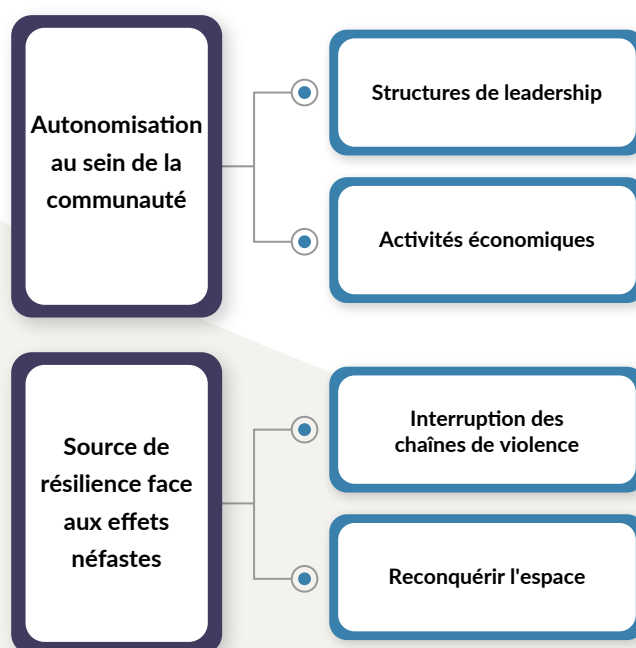 Autonomisation
au sein de la
communauté
Structures de leadership
Activités économiques
Source de
résilience face
aux effets
néfastes
Interruption des
chaînes de violence
Reconquérir l'espace